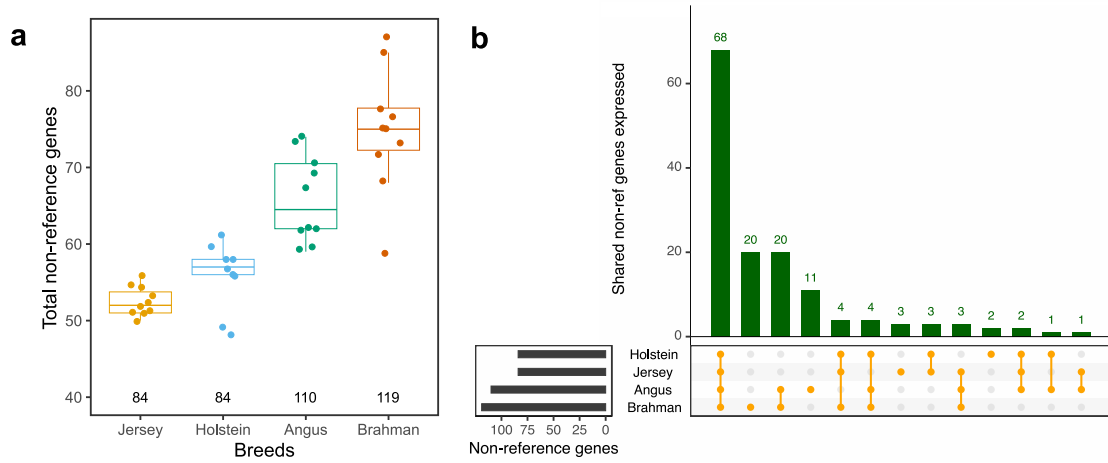 a
Total non-reference genes
80
70
60
50
40
84 84 110 119
Jersey Holstein Angus Brahman
Breeds
b
Shared non-ref genes expressed
60
40
20
0
68
20 20
11
4 4 3 3 3 2 2 1 1
Holstein
Jersey
Angus
Brahman
100 75 50 25 0
Non-reference genes